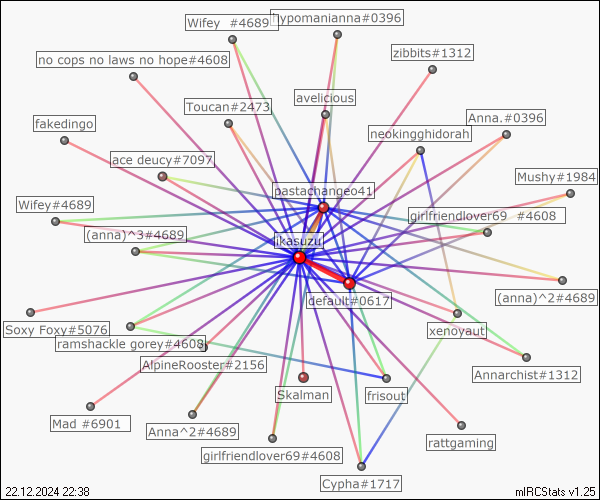 Wifey  #4689
hypomanianna#0396
zibbits#1312
no cops no laws no hope#4608
avelicious
Toucan#2473
Anna.#0396
fakedingo
neokingghidorah
ace deucy#7097
Mushy#1984
pastachangeo41
Wifey#4689
girlfriendlover69  #4608
(anna)^3#4689
ikasuzu
(anna)^2#4689
default#0617
Soxy Foxy#5076
xenoyaut
ramshackle gorey#4608
AlpineRooster#2156
Annarchist#1312
Skalman
frisout
Mad #6901
Anna^2#4689
rattgaming
girlfriendlover69#4608
Cypha#1717
22.12.2024 22:38
mIRCStats v1.25